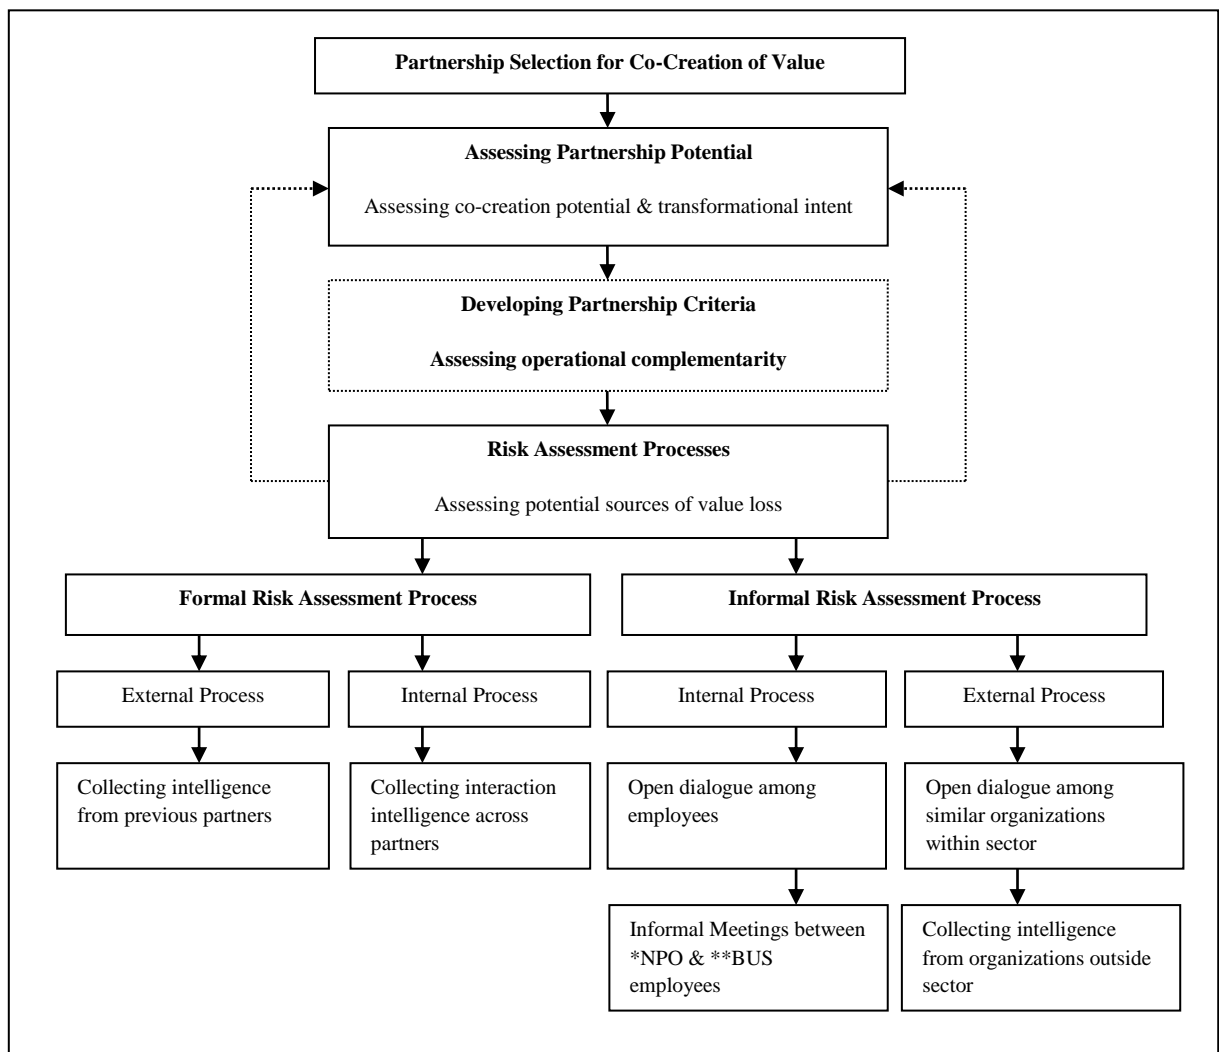 Partnership Selection for Co-Creation of Value
Assessing Partnership Potential
Assessing co-creation potential & transformational intent
Developing Partnership Criteria
Assessing operational complementarity
Risk Assessment Processes
Assessing potential sources of value loss
Formal Risk Assessment Process
Informal Risk Assessment Process
External Process
Internal Process
Internal Process
External Process
Collecting intelligence
from previous partners
Collecting interaction
intelligence across
partners
Open dialogue among
employees
Open dialogue among
similar organizations
within sector
Informal Meetings between
*NPO & **BUS
employees
Collecting intelligence
from organizations outside
sector